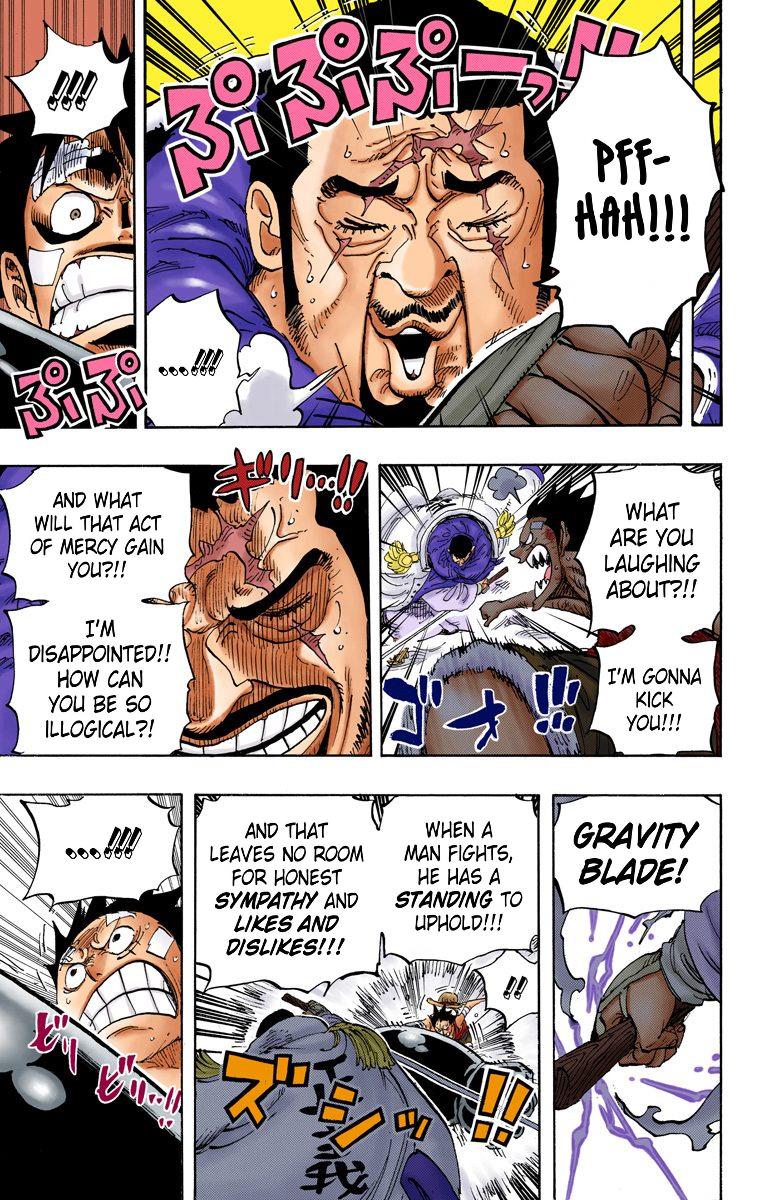 PFF-
HAH!!!
ぷぷぷーっ!!
...!!!
!!!
ぷぷ
WHAT
ARE YOU
LAUGHING
ABOUT?!!
I'M GONNA
KICK
YOU!!!
ゴォ!!!
ギリ...!!
AND WHAT
WILL THAT ACT
OF MERCY GAIN
YOU?!!
I'M
DISAPPOINTED!!
HOW CAN
YOU BE SO
ILLOGICAL?!
GRAVITY
BLADE!
WHEN A
MAN FIGHTS,
HE HAS A
STANDING TO
UPHOLD!!!
AND THAT
LEAVES NO ROOM
FOR HONEST
SYMPATHY AND
LIKES AND
DISLIKES!!!
!!
ズシッ!!
義
...!!!
ビリ
ビリ...!!